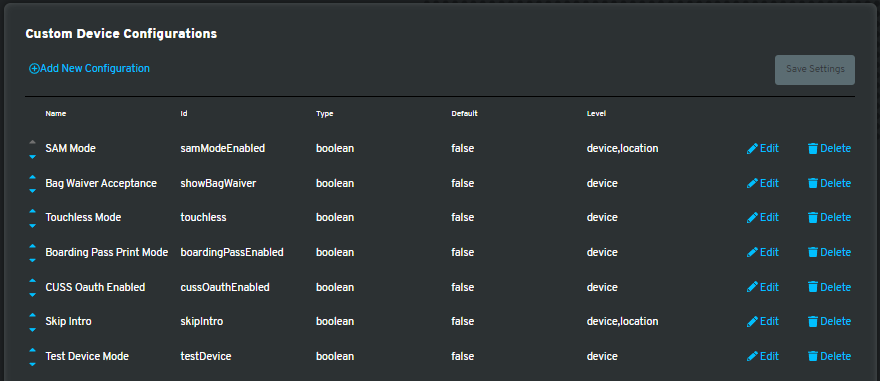 Custom Device Configurations
Add New Configuration Save Settings
Name Id Type Default Level
SAM Mode samModeEnabled boolean false device,location Edit Delete
Bag Waiver Acceptance showBagWaiver boolean false device Edit Delete
Touchless Mode touchless boolean false device Edit Delete
Boarding Pass Print Mode boardingPassEnabled boolean false device Edit Delete
CUSS Oauth Enabled cussOauthEnabled boolean false device Edit Delete
Skip Intro skipIntro boolean false device,location Edit Delete
Test Device Mode testDevice boolean false device Edit Delete